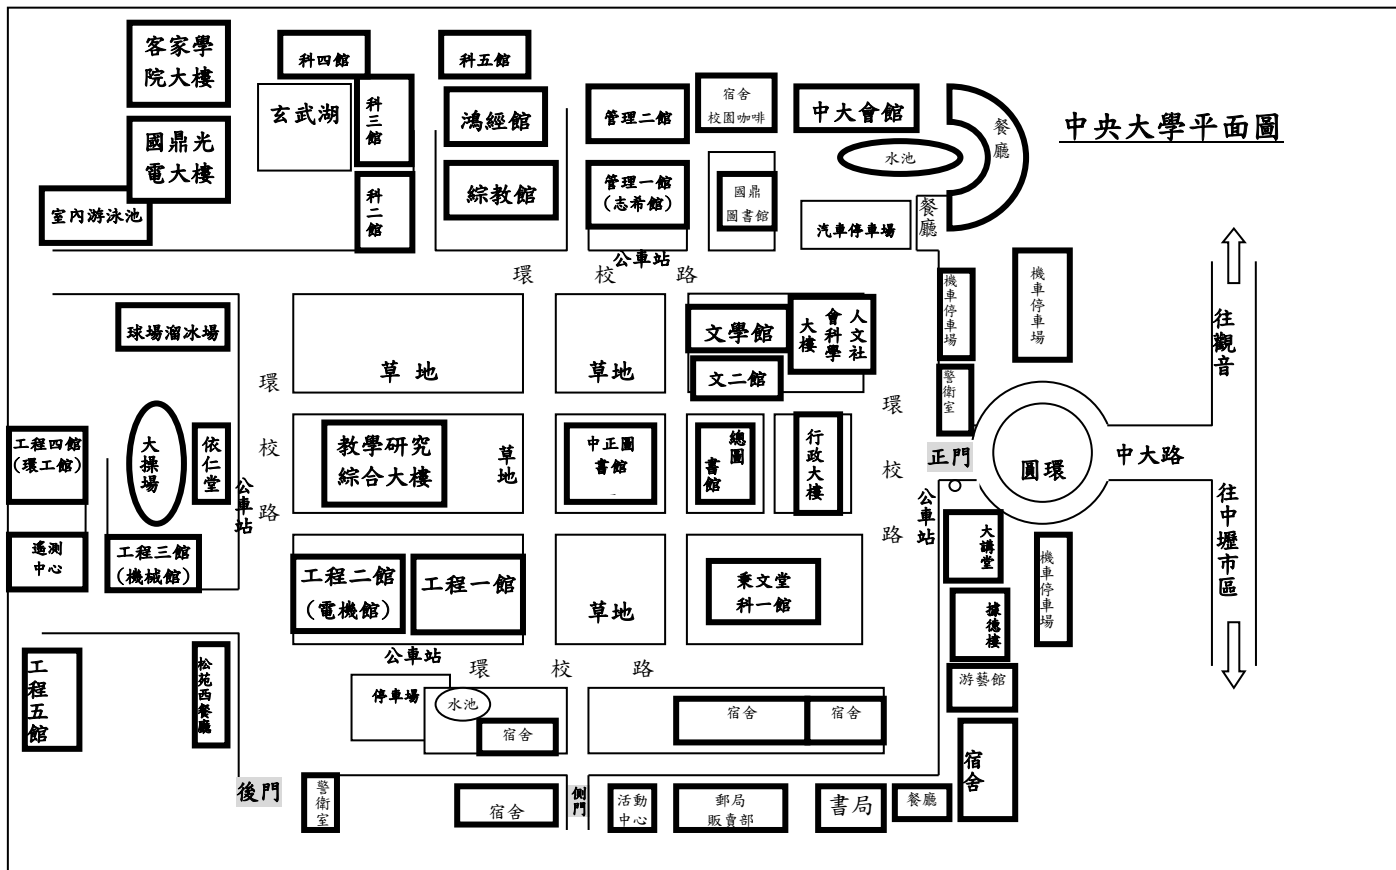 中央大學平面圖
客家學
院大樓
科四館
科五館
玄武湖
科三館
鴻經館
管理二館
宿舍
校園咖啡
中大會館
餐廳
水池
國鼎光
電大樓
室內游泳池
科二館
綜教館
管理一館
（志希館）
國鼎
圖書館
汽車停車場
餐廳
公車站
環校路
球場溜冰場
草地
草地
文學館
人文社
會科學
大樓
文二館
機車停車場
機車停車場
警衛室
往觀音
環校路
環校路
工程四館
（環工館）
大操場
依仁堂
公車站
教學研究
綜合大樓
草地
中正圖
書館
總圖
書館
行政大樓
正門
圓環
中大路
公車站
往中壢市區
遙測
中心
工程三館
（機械館）
工程二館
（電機館）
工程一館
草地
秉文堂
科一館
大講堂
機車停車場
據德樓
公車站
環校路
工程五館
松苑西餐廳
停車場
水池
宿舍
宿舍
宿舍
游藝館
宿舍
後門
警衛室
宿舍
側門
活動
中心
郵局
販賣部
書局
餐廳